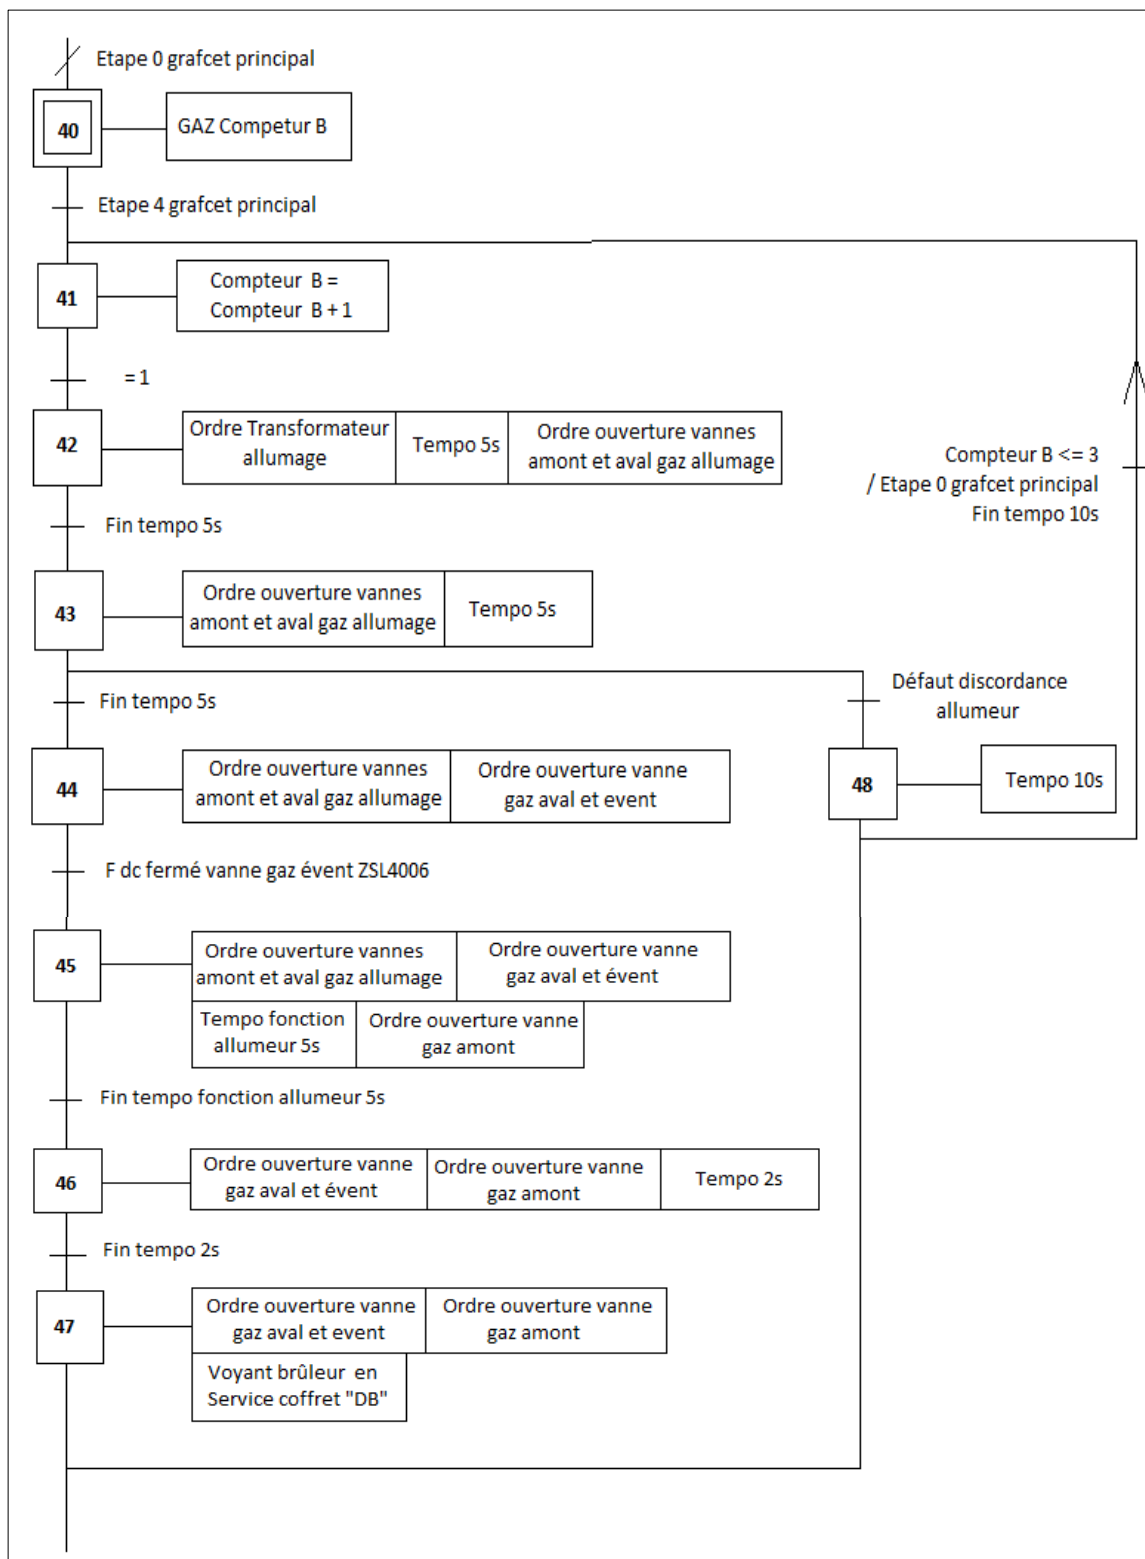 Etape 0 grafcet principal
40
GAZ Competur B
Etape 4 grafcet principal
41
Compteur B =
Compteur B + 1
= 1
42
Ordre Transformateur
allumage
Tempo 5s
Ordre ouverture vannes
amont et aval gaz allumage
Compteur B <= 3
/ Etape 0 grafcet principal
Fin tempo 10s
Fin tempo 5s
43
Ordre ouverture vannes
amont et aval gaz allumage
Tempo 5s
Fin tempo 5s
Défaut discordance
allumeur
44
Ordre ouverture vannes
amont et aval gaz allumage
Ordre ouverture vanne
gaz aval et event
48
Tempo 10s
F dc fermé vanne gaz évent ZSL4006
45
Ordre ouverture vannes
amont et aval gaz allumage
Ordre ouverture vanne
gaz aval et évent
Tempo fonction
allumeur 5s
Ordre ouverture vanne
gaz amont
Fin tempo fonction allumeur 5s
46
Ordre ouverture vanne
gaz aval et évent
Ordre ouverture vanne
gaz amont
Tempo 2s
Fin tempo 2s
47
Ordre ouverture vanne
gaz aval et event
Ordre ouverture vanne
gaz amont
Voyant brûleur en
Service coffret "DB"